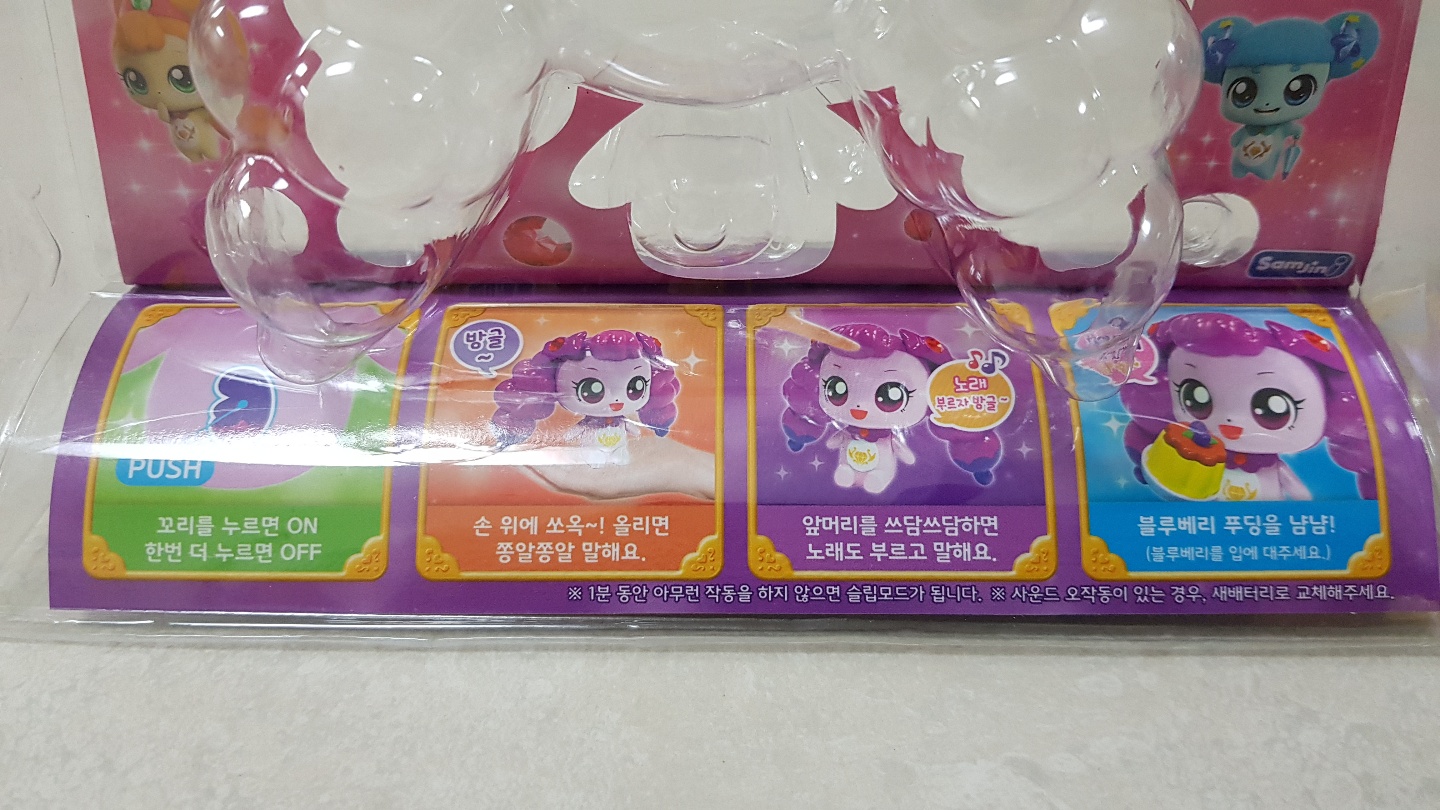 Samjin
방글~
노래
부르자 방글~
PUSH
꼬리를 누르면 ON
한번 더 누르면 OFF
손 위에 쏘옥~! 올리면
쫑알쫑알 말해요.
앞머리를 쓰담쓰담하면
노래도 부르고 말해요.
블루베리 푸딩을 냠냠!
(블루베리를 입에 대주세요.)
※ 1분 동안 아무런 작동을 하지 않으면 슬립모드가 됩니다. ※ 사운드 오작동이 있는 경우, 새배터리로 교체해주세요.